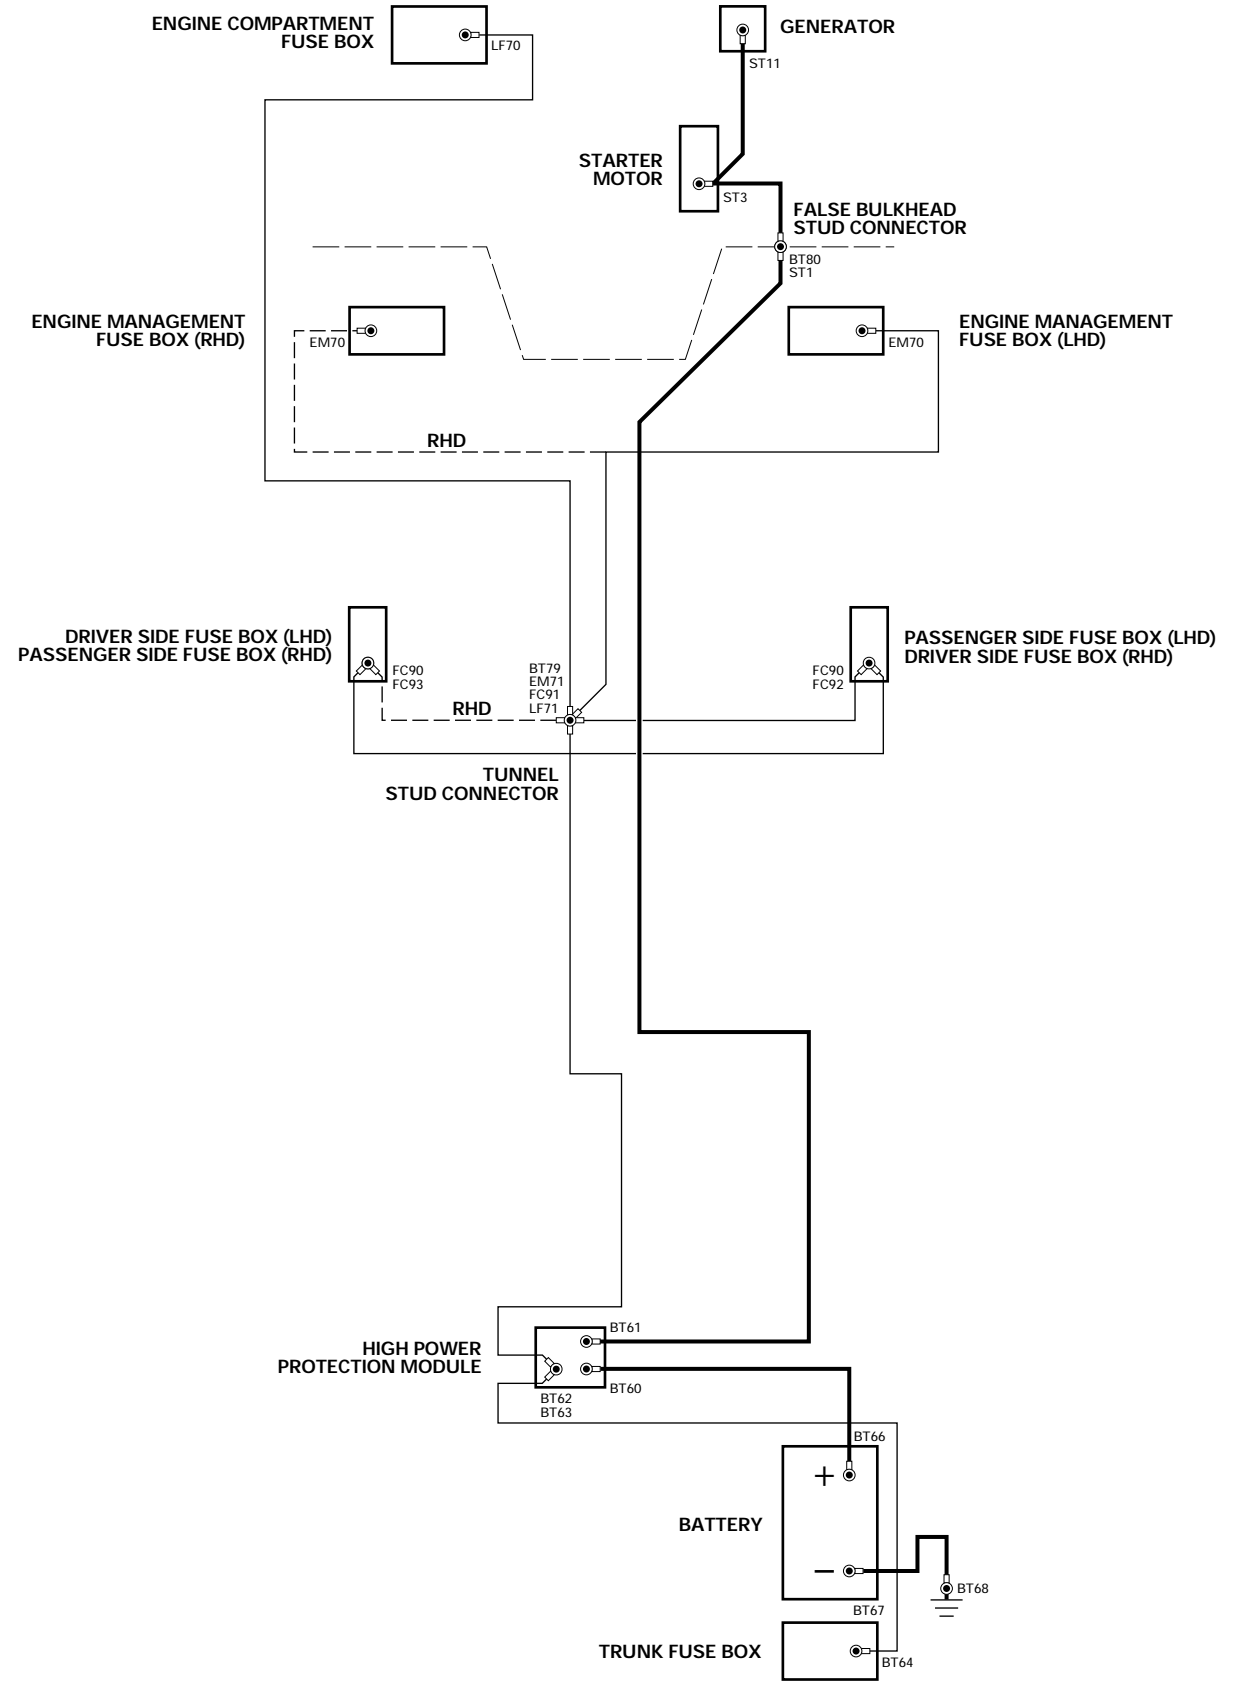 ENGINE COMPARTMENT
FUSE BOX
LF70
GENERATOR
ST11
STARTER
MOTOR
ST3
FALSE BULKHEAD
STUD CONNECTOR
BT80
ST1
ENGINE MANAGEMENT
FUSE BOX (RHD)
EM70
EM70
ENGINE MANAGEMENT
FUSE BOX (LHD)
RHD
DRIVER SIDE FUSE BOX (LHD)
PASSENGER SIDE FUSE BOX (RHD)
FC90
FC93
BT79
EM71
FC91
LF71
FC90
FC92
PASSENGER SIDE FUSE BOX (LHD)
DRIVER SIDE FUSE BOX (RHD)
RHD
TUNNEL
STUD CONNECTOR
HIGH POWER
PROTECTION MODULE
BT61
BT60
BT62
BT63
BT66
+
BATTERY
–
BT68
BT67
TRUNK FUSE BOX
BT64